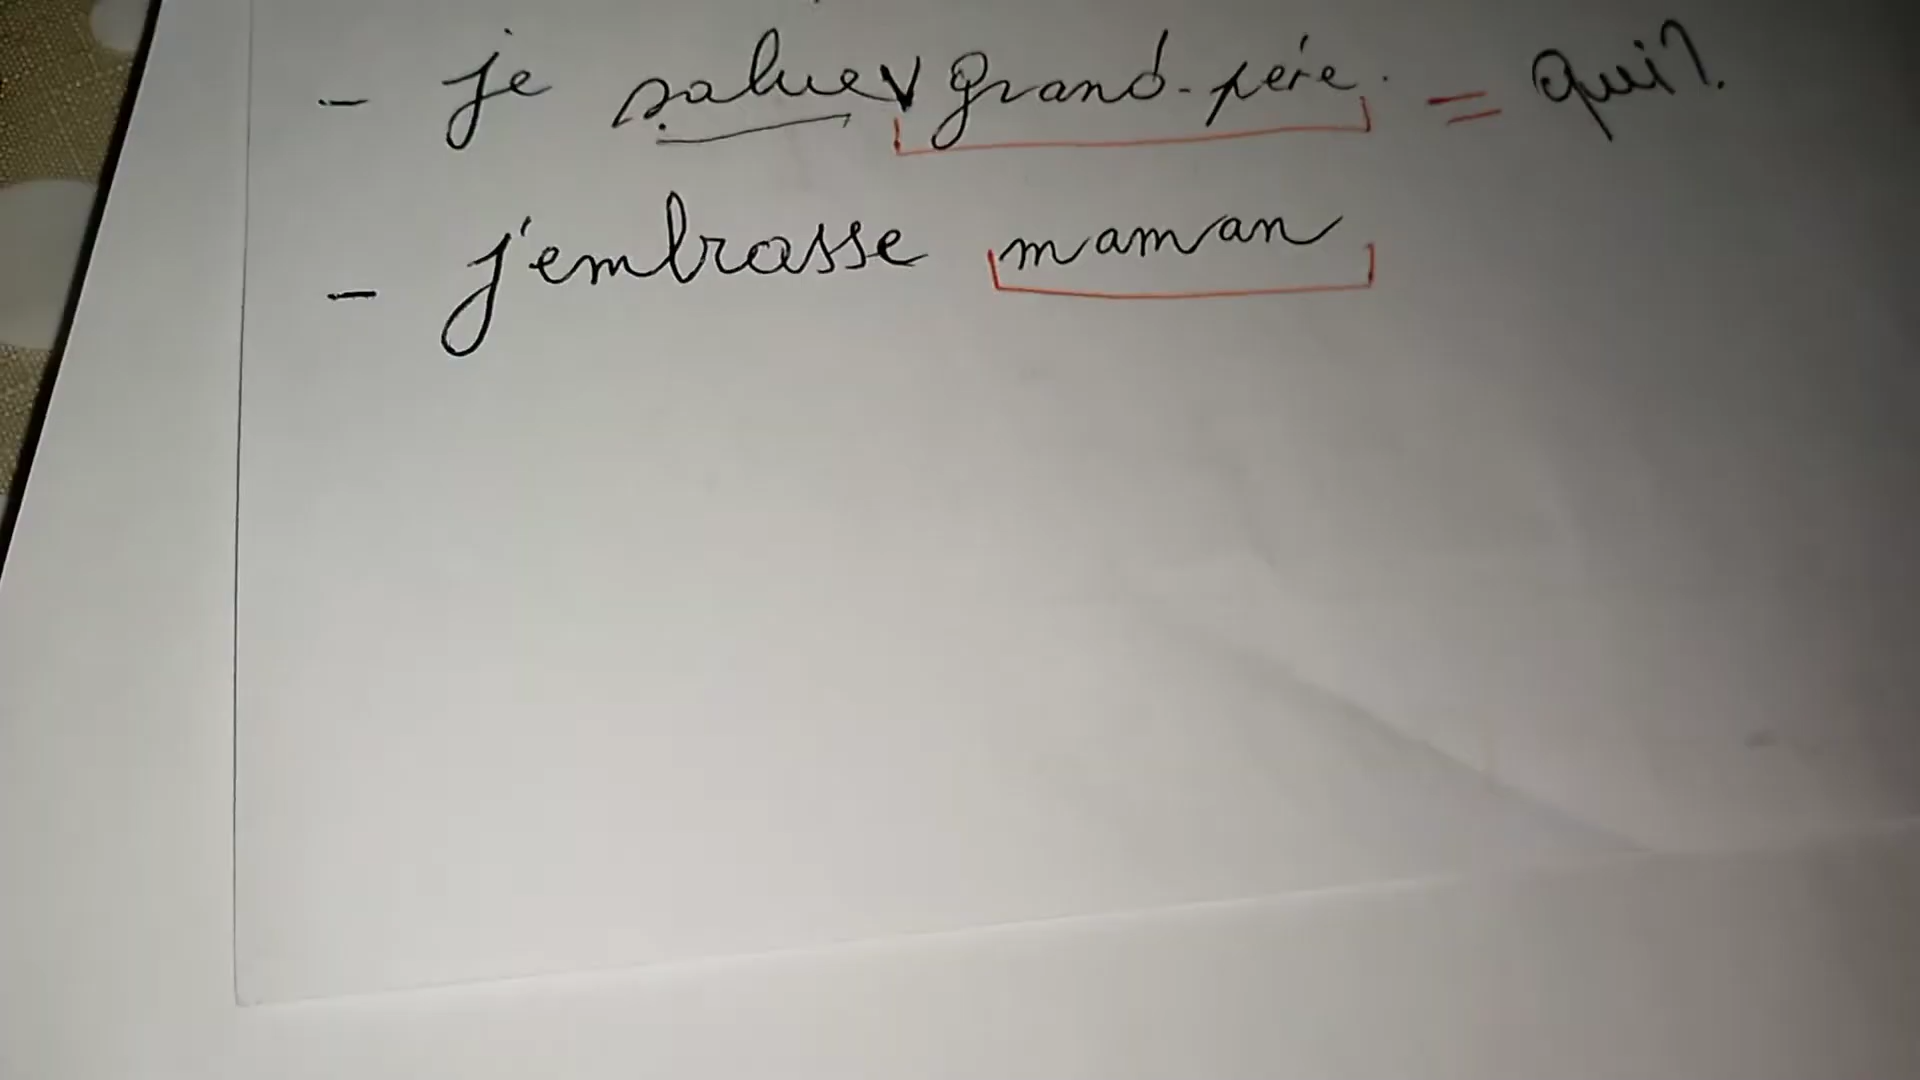 - je salue grand-père. = qui?.
- j'embrasse maman